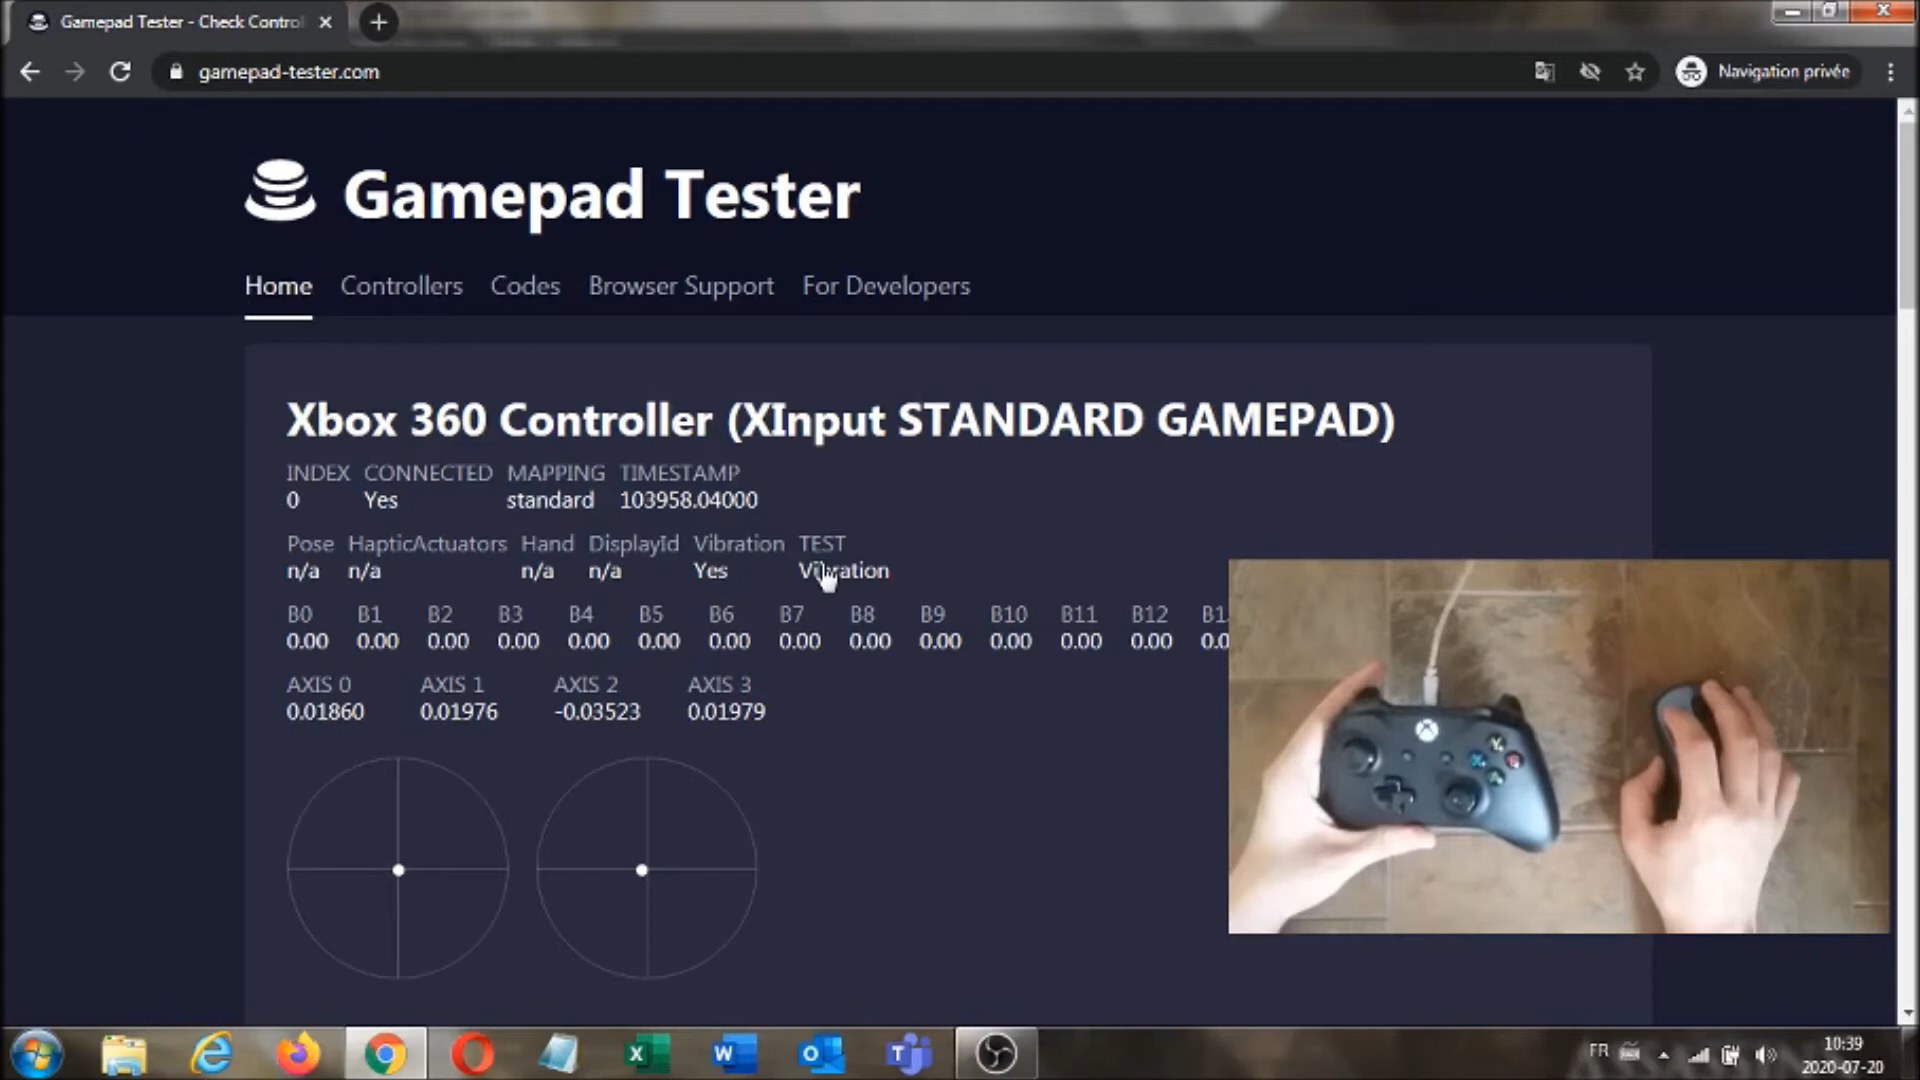 Gamepad Tester - Check Contro
gamepad-tester.com
Navigation privée
Gamepad Tester
Home Controllers Codes Browser Support For Developers
Xbox 360 Controller (XInput STANDARD GAMEPAD)
INDEX CONNECTED MAPPING TIMESTAMP
0 Yes standard 103958.04000
Pose HapticActuators Hand DisplayId Vibration TEST
n/a n/a n/a n/a Yes Vibration
B0 B1 B2 B3 B4 B5 B6 B7 B8 B9 B10 B11 B12 B1
0.00 0.00 0.00 0.00 0.00 0.00 0.00 0.00 0.00 0.00 0.00 0.00 0.00 0.0
AXIS 0 AXIS 1 AXIS 2 AXIS 3
0.01860 0.01976 -0.03523 0.01979
Y
X B
A
FR 10:39
2020-07-20